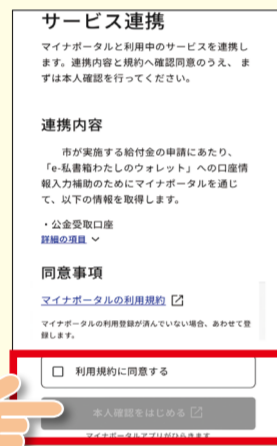 サービス連携
マイナポータルと利用中のサービスを連携し
ます。連携内容と規約へ確認同意のうえ、ま
ずは本人確認を行ってください。
連携内容
市が実施する給付金の申請にあたり、
「e-私書箱わたしのウォレット」への口座情
報入力補助のためにマイナポータルを通じ
て、以下の情報を取得します。
・公金受取口座
詳細の項目
同意事項
マイナポータルの利用規約
マイナポータルの利用登録が済んでいない場合、あわせて登
録します。
利用規約に同意する
本人確認をはじめる
マイナポータルアプリがひらきます